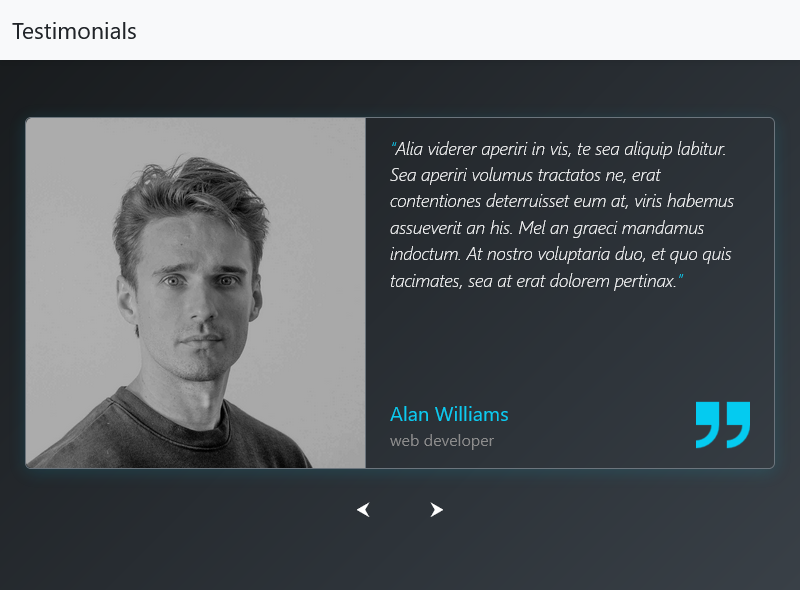 Testimonials
"Alia viderer aperiri in vis, te sea aliquip labitur.
Sea aperiri volumus tractatos ne, erat
contentiones deterruisset eum at, viris habemus
assueverit an his. Mel an graeci mandamus
indoctum. At nostro voluptaria duo, et quo quis
tacimates, sea at erat dolorem pertinax."
Alan Williams
web developer